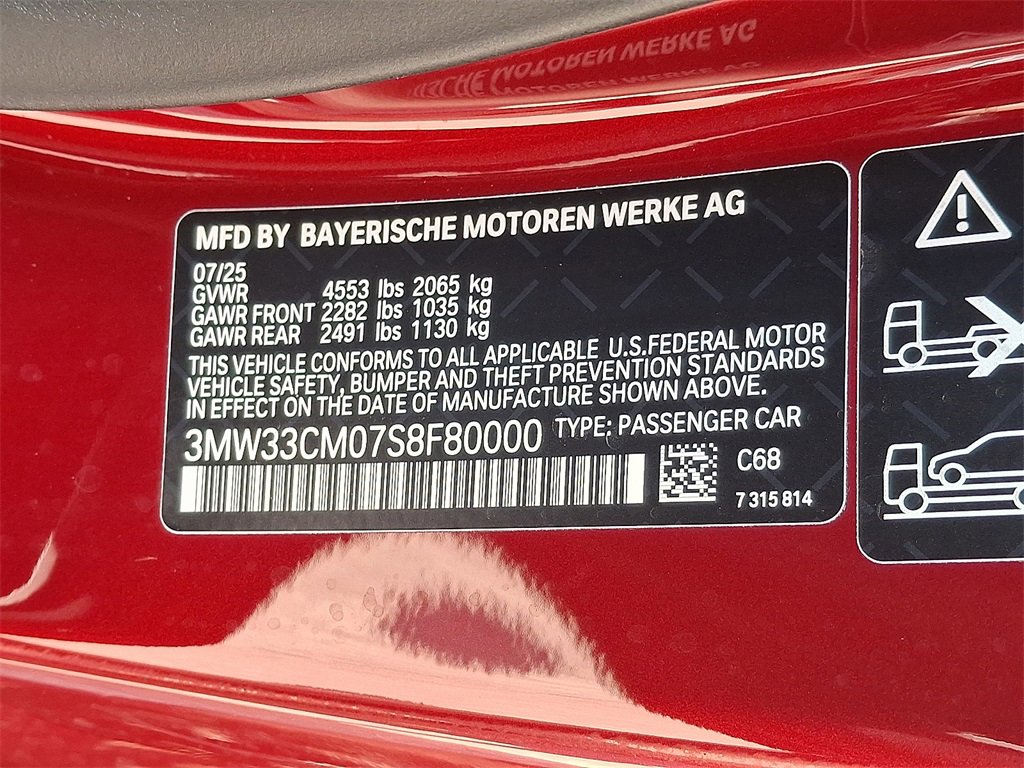 MFD BY BAYERISCHE MOTOREN WERKE AG
07/25
GVWR 4553 lbs 2065 kg
GAWR FRONT 2282 lbs 1035 kg
GAWR REAR 2491 lbs 1130 kg
THIS VEHICLE CONFORMS TO ALL APPLICABLE U.S.FEDERAL MOTOR
VEHICLE SAFETY, BUMPER AND THEFT PREVENTION STANDARDS
IN EFFECT ON THE DATE OF MANUFACTURE SHOWN ABOVE.
3MW33CM07S8F80000 TYPE: PASSENGER CAR
C68
7 315 814